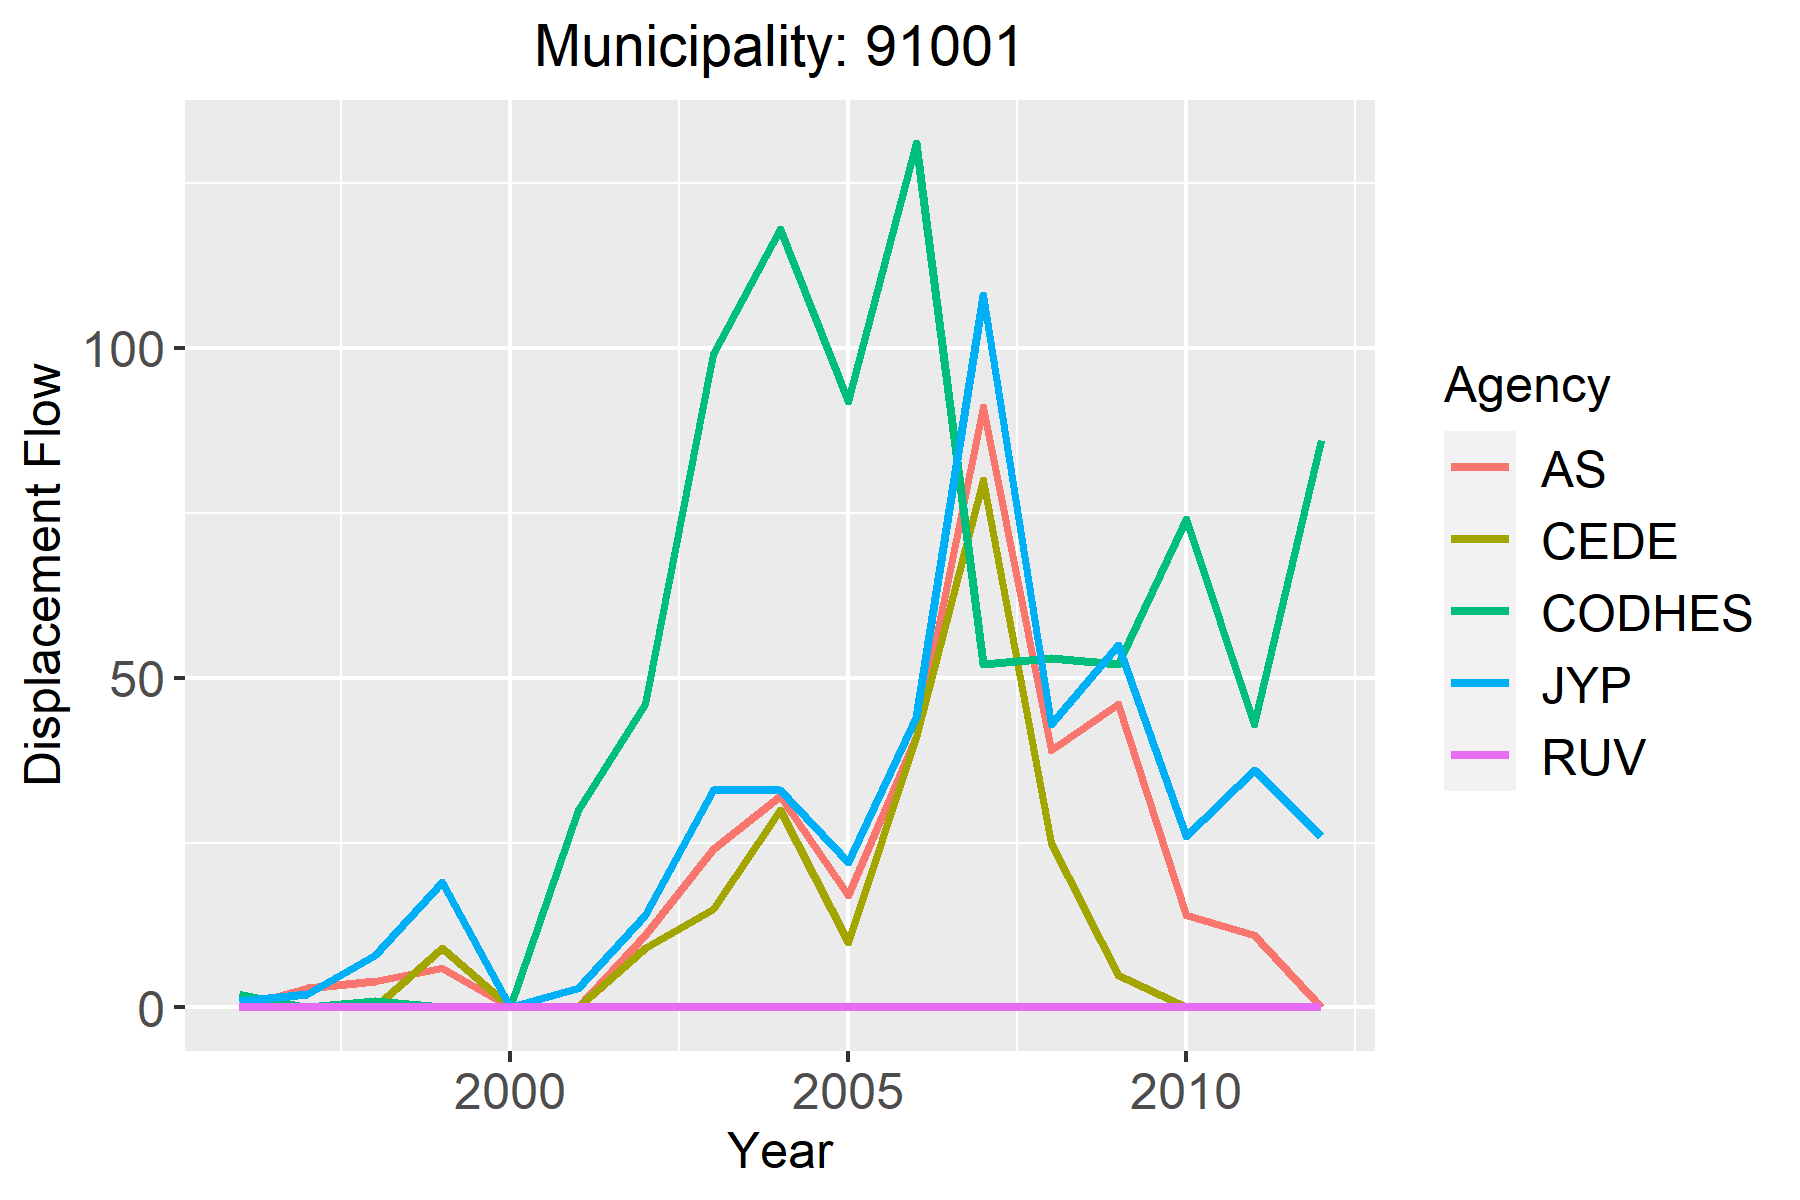 Municipality: 91001
Displacement Flow
100
50
0
2000 2005 2010
Year
Agency
AS
CEDE
CODHES
JYP
RUV